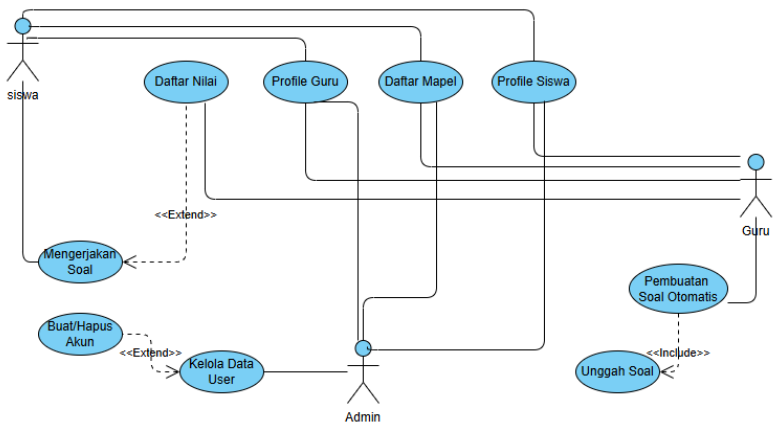 siswa
Daftar Nilai
Profile Guru
Daftar Mapel
Profile Siswa
<<Extend>>
Guru
Mengerjakan
Soal
Pembuatan
Soal Otomatis
Buat/Hapus
Akun
<<Extend>>
Kelola Data
User
<<Include>>
Unggah Soal
Admin